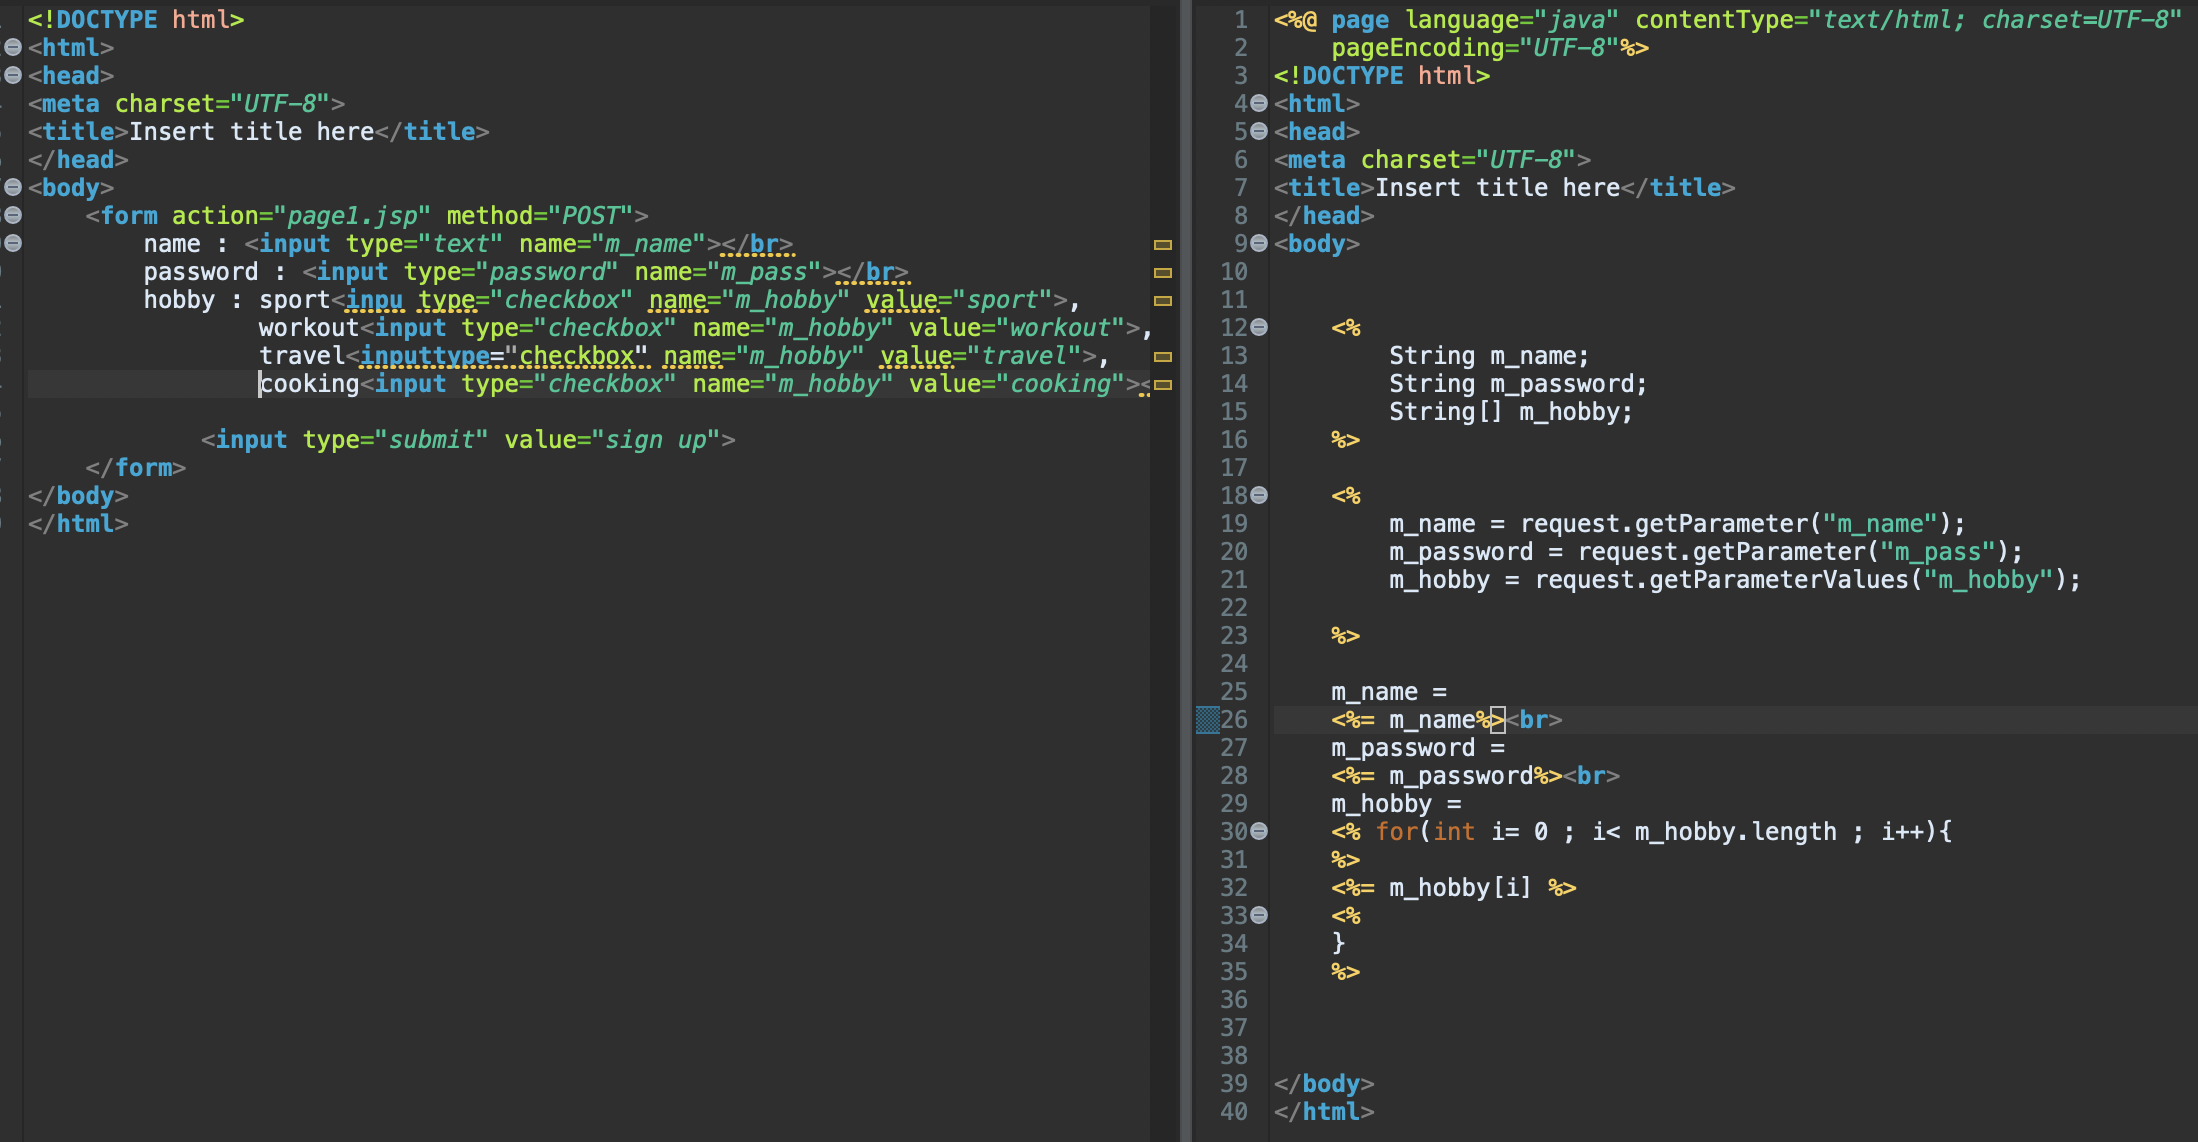 <!DOCTYPE html>
<html>
<head>
<meta charset="UTF-8">
<title>Insert title here</title>
</head>
<body>
    <form action="page1.jsp" method="POST">
        name : <input type="text" name="m_name"></br>
        password : <input type="password" name="m_pass"></br>
        hobby : sport<inpu type="checkbox" name="m_hobby" value="sport">,
                workout<input type="checkbox" name="m_hobby" value="workout">,
                travel<inputtype="checkbox" name="m_hobby" value="travel">,
                cooking<input type="checkbox" name="m_hobby" value="cooking"><
            <input type="submit" value="sign up">
    </form>
</body>
</html>
1 <%@ page language="java" contentType="text/html; charset=UTF-8"
2     pageEncoding="UTF-8"%>
3 <!DOCTYPE html>
4 <html>
5 <head>
6 <meta charset="UTF-8">
7 <title>Insert title here</title>
8 </head>
9 <body>
10
11
12     <%
13         String m_name;
14         String m_password;
15         String[] m_hobby;
16     %>
17
18     <%
19         m_name = request.getParameter("m_name");
20         m_password = request.getParameter("m_pass");
21         m_hobby = request.getParameterValues("m_hobby");
22
23     %>
24
25     m_name =
26     <%= m_name%><br>
27     m_password =
28     <%= m_password%><br>
29     m_hobby =
30     <% for(int i= 0 ; i< m_hobby.length ; i++){
31     %>
32     <%= m_hobby[i] %>
33     <%
34     }
35     %>
36
37
38
39 </body>
40 </html>